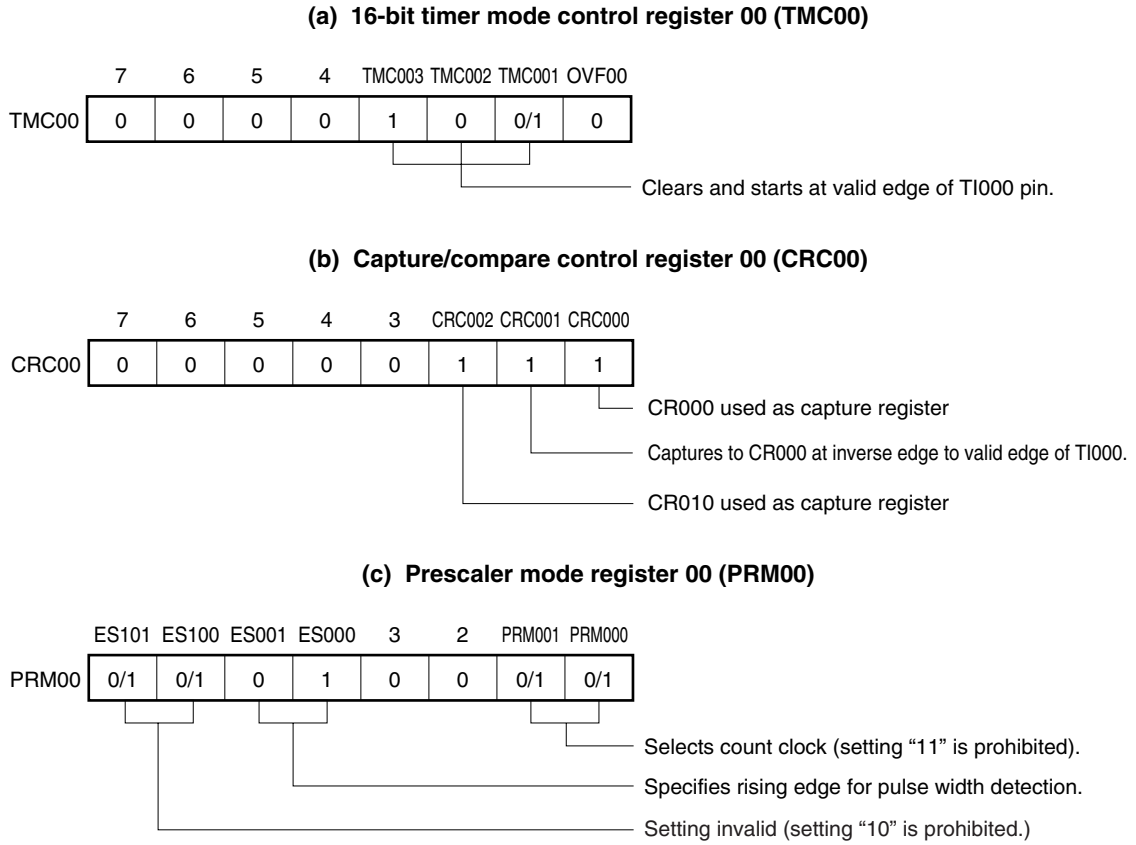 (a) 16-bit timer mode control register 00 (TMC00)
7 6 5 4 TMC003 TMC002 TMC001 OVF00
TMC00 0 0 0 0 1 0 0/1 0
Clears and starts at valid edge of TI000 pin.
(b) Capture/compare control register 00 (CRC00)
7 6 5 4 3 CRC002 CRC001 CRC000
CRC00 0 0 0 0 0 1 1 1
CR000 used as capture register
Captures to CR000 at inverse edge to valid edge of TI000.
CR010 used as capture register
(c) Prescaler mode register 00 (PRM00)
ES101 ES100 ES001 ES000 3 2 PRM001 PRM000
PRM00 0/1 0/1 0 1 0 0 0/1 0/1
Selects count clock (setting “11” is prohibited).
Specifies rising edge for pulse width detection.
Setting invalid (setting “10” is prohibited.)